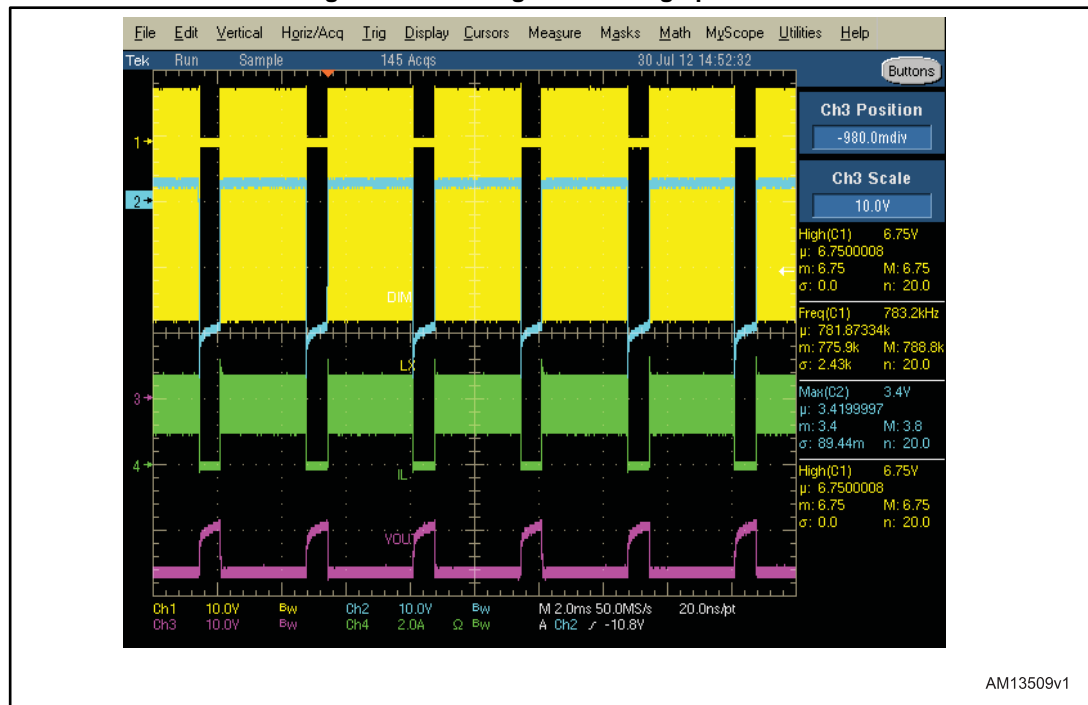 File Edit Vertical Horiz/Acq Trig Display Cursors Measure Masks Math MyScope Utilities Help
Tek Run Sample 145 Acqs 30 Jul 12 14:52:32
Buttons
Ch3 Position
-980.0mdiv
Ch3 Scale
10.0V
1
2
3
4
DIM
LX
IL
VOUT
High(C1) 6.75V
µ: 6.7500008
m: 6.75 M: 6.75
σ: 0.0 n: 20.0
Freq(C1) 783.2kHz
µ: 781.87334k
m: 775.9k M: 788.8k
σ: 2.43k n: 20.0
Max(C2) 3.4V
µ: 3.4199997
m: 3.4 M: 3.8
σ: 89.44m n: 20.0
High(C1) 6.75V
µ: 6.7500008
m: 6.75 M: 6.75
σ: 0.0 n: 20.0
Ch1 10.0V Bw Ch2 10.0V Bw M 2.0ms 50.0MS/s 20.0ns/pt
Ch3 10.0V Bw Ch4 2.0A Ω Bw A Ch2 ⁄ -10.8V
AM13509v1